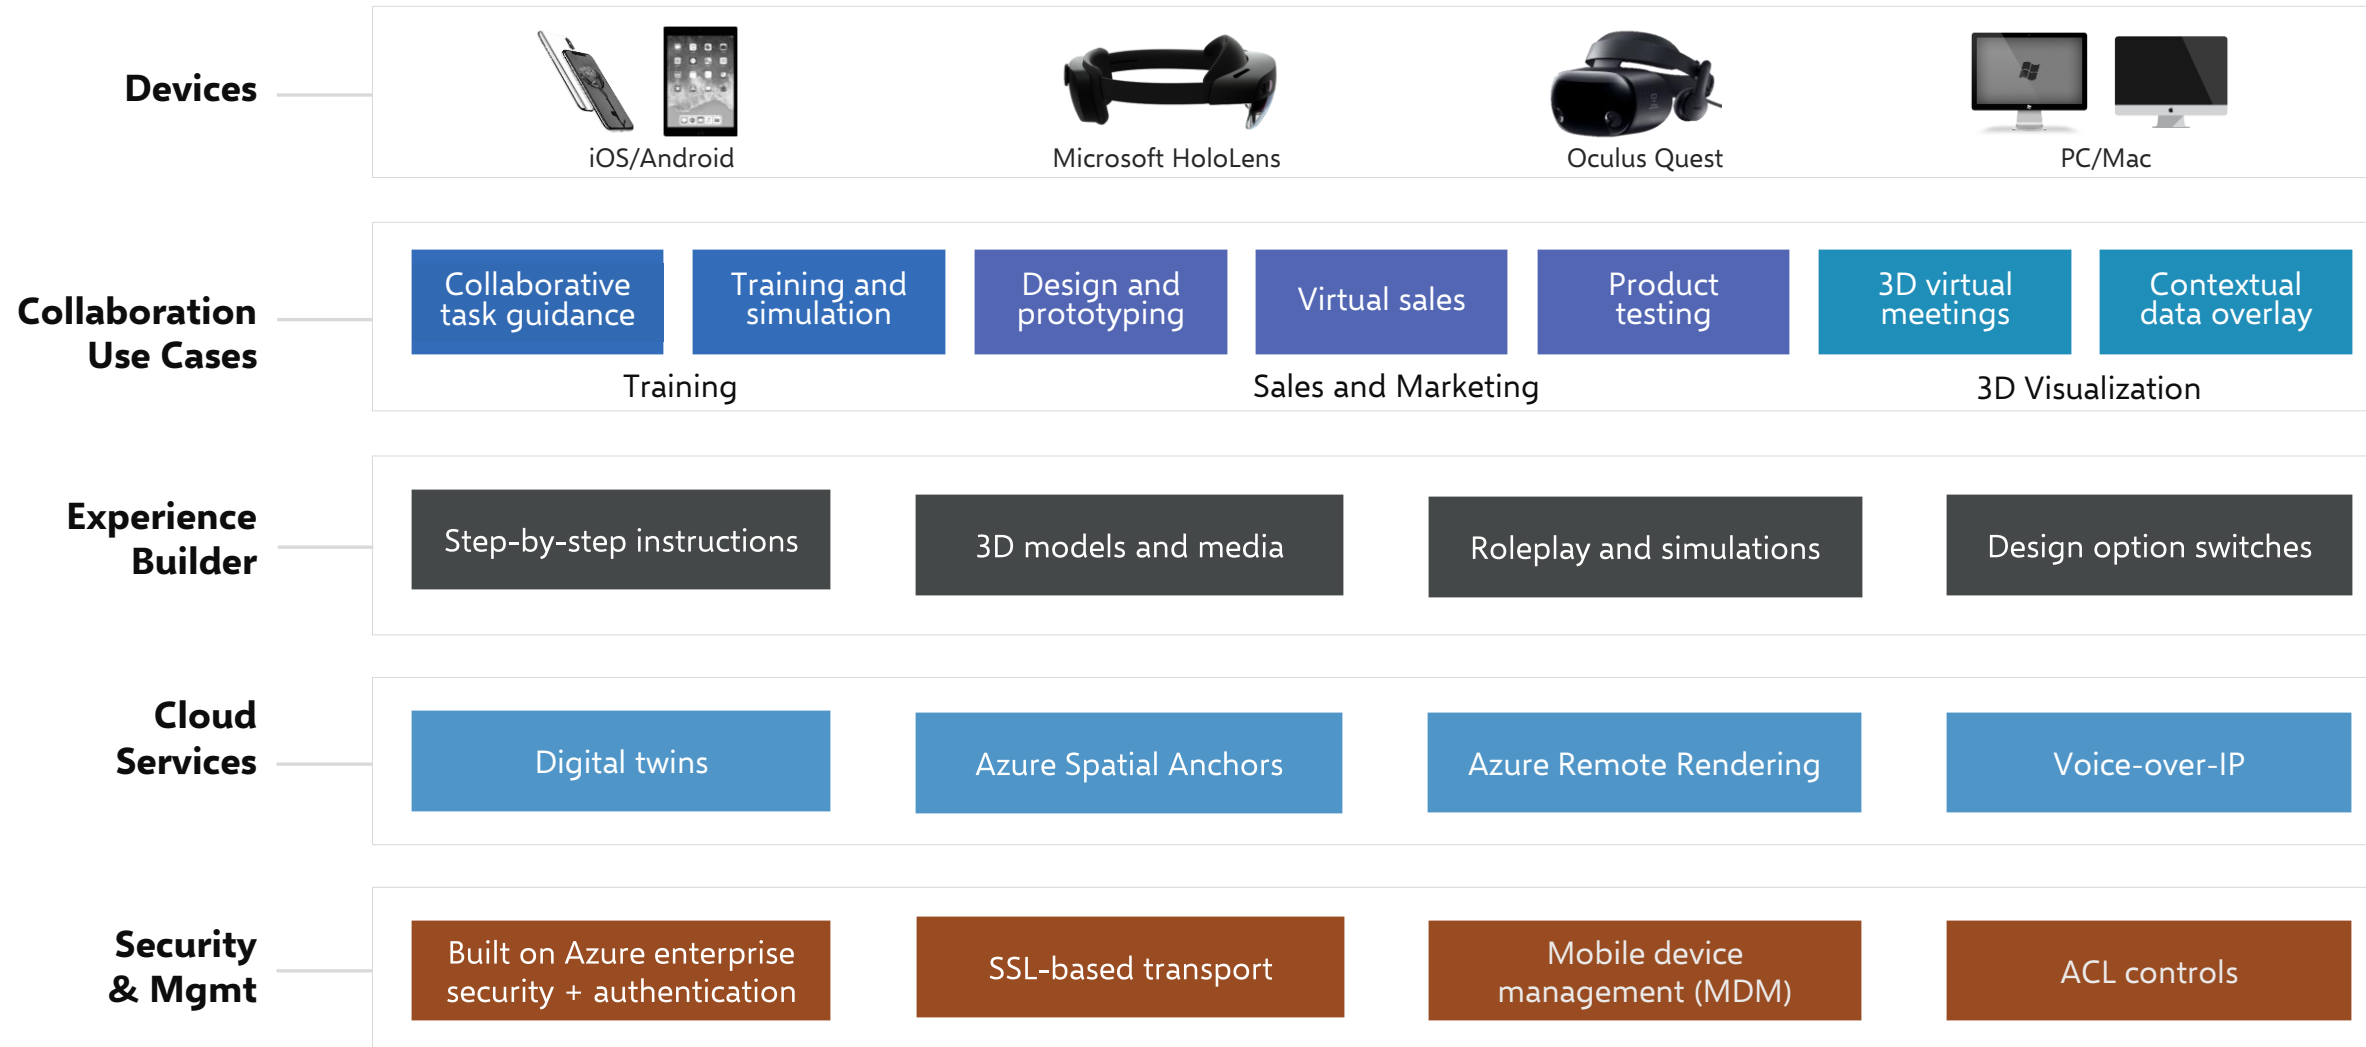 Devices
iOS/Android
Microsoft HoloLens
Oculus Quest
PC/Mac
Collaboration
Use Cases
Collaborative
task guidance
Training and
simulation
Design and
prototyping
Virtual sales
Product
testing
3D virtual
meetings
Contextual
data overlay
Training
Sales and Marketing
3D Visualization
Experience
Builder
Step-by-step instructions
3D models and media
Roleplay and simulations
Design option switches
Cloud
Services
Digital twins
Azure Spatial Anchors
Azure Remote Rendering
Voice-over-IP
Security
& Mgmt
Built on Azure enterprise
security + authentication
SSL-based transport
Mobile device
management (MDM)
ACL controls